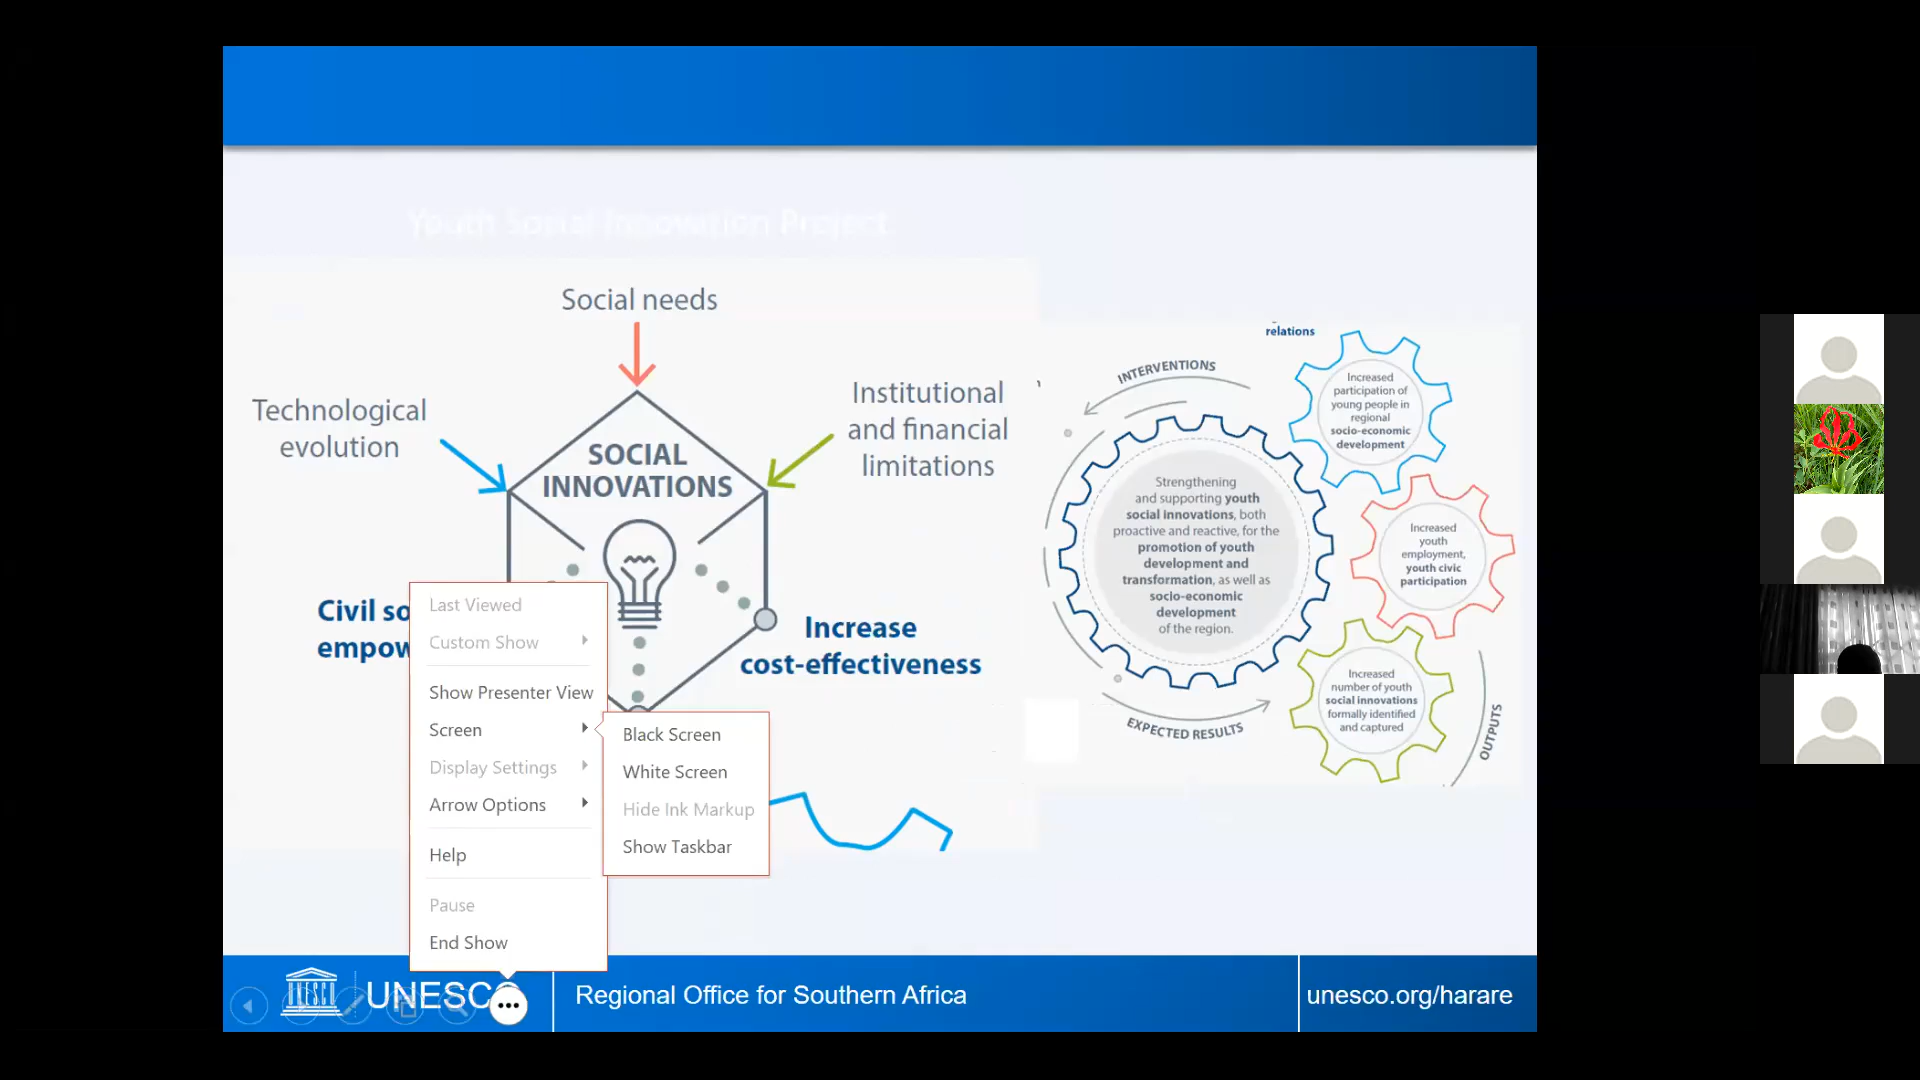 Youth Social Innovation Project
Social needs
Technological
evolution
Institutional
and financial
limitations
SOCIAL
INNOVATIONS
Civil so
empow
Increase
cost-effectiveness
relations
INTERVENTIONS
Increased
participation of
young people in
regional
socio-economic
development
Strengthening
and supporting youth
social innovations, both
proactive and reactive, for the
promotion of youth
development and
transformation, as well as
socio-economic
development
of the region.
Increased
youth
employment,
youth civic
participation
Increased
number of youth
social innovations
formally identified
and captured
EXPECTED RESULTS
OUTPUTS
Last Viewed
Custom Show
Show Presenter View
Screen
Display Settings
Arrow Options
Help
Pause
End Show
Black Screen
White Screen
Hide Ink Markup
Show Taskbar
UNESCO
Regional Office for Southern Africa
unesco.org/harare